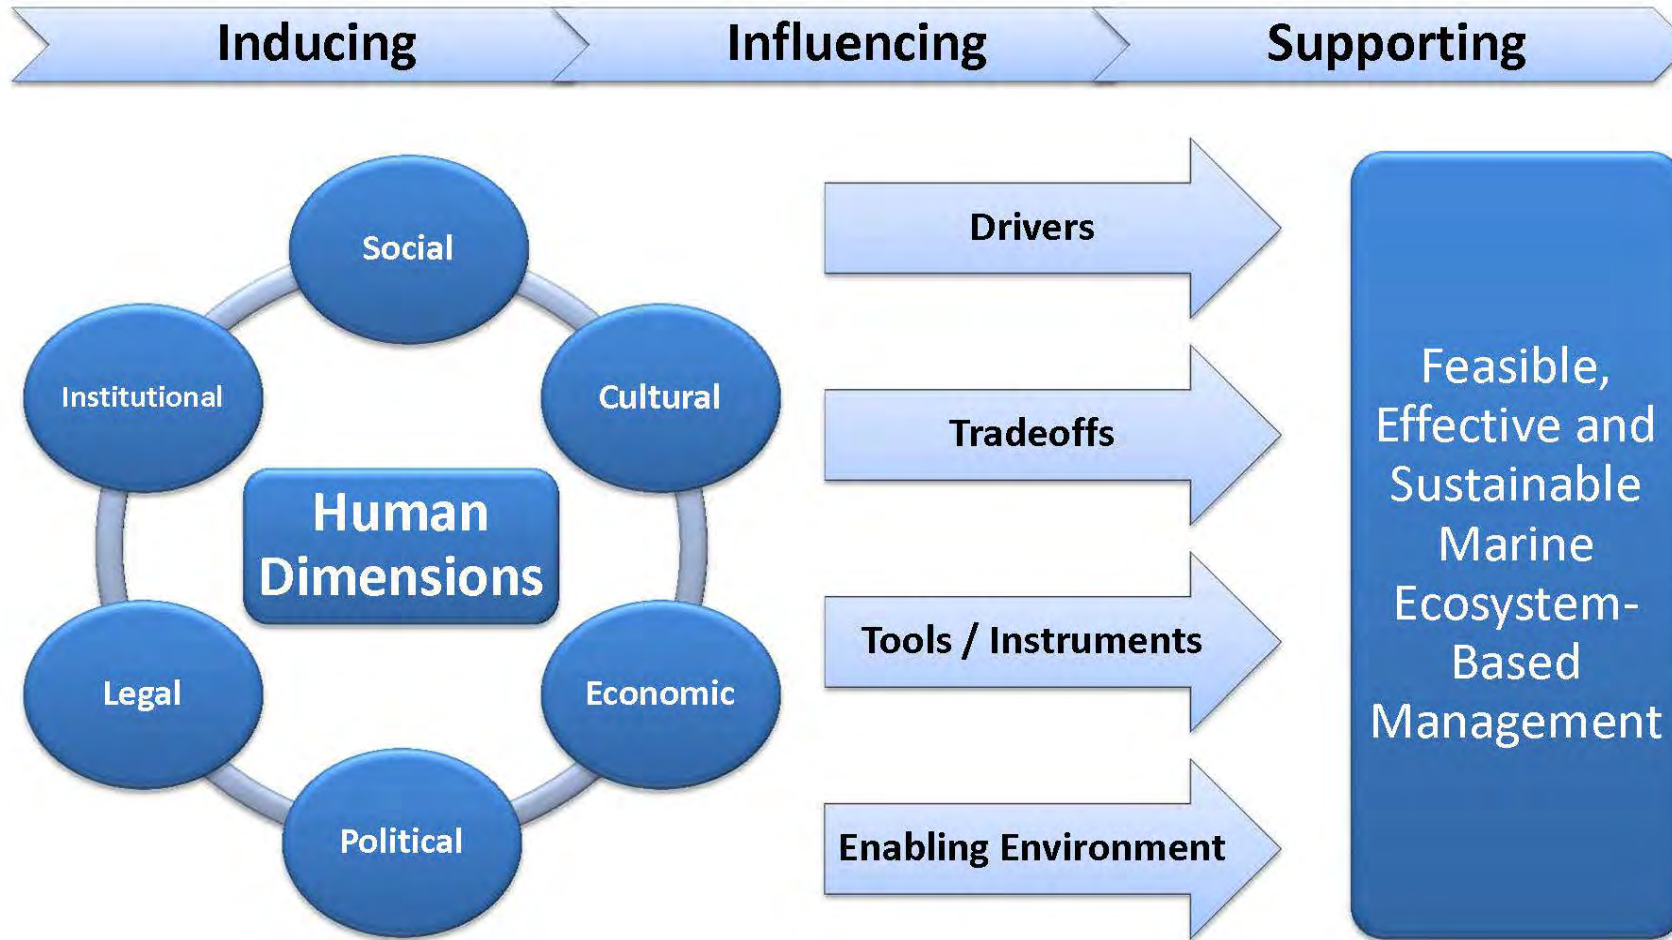 Inducing
Influencing
Supporting
Social
Cultural
Economic
Political
Legal
Institutional
Human
Dimensions
Drivers
Tradeoffs
Tools / Instruments
Enabling Environment
Feasible,
Effective and
Sustainable
Marine
Ecosystem-
Based
Management